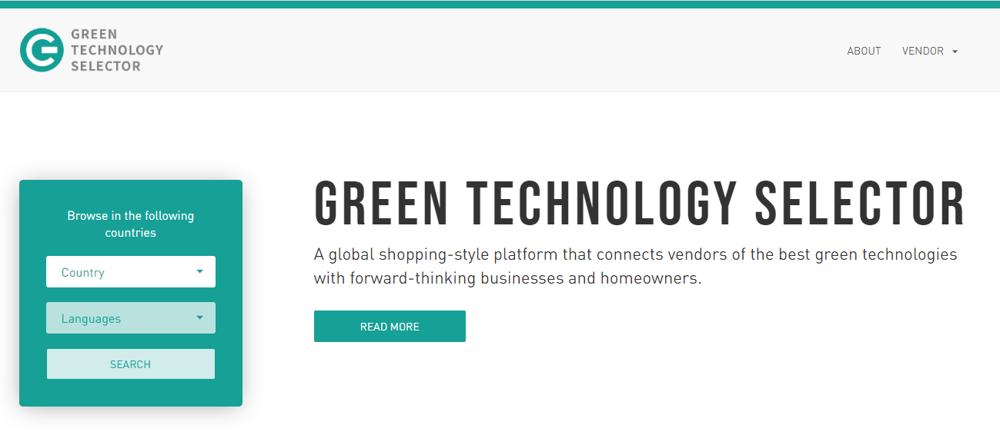 GREEN
TECHNOLOGY
SELECTOR
ABOUT
VENDOR
Browse in the following
countries
Country
Languages
SEARCH
GREEN TECHNOLOGY SELECTOR
A global shopping-style platform that connects vendors of the best green technologies
with forward-thinking businesses and homeowners.
READ MORE